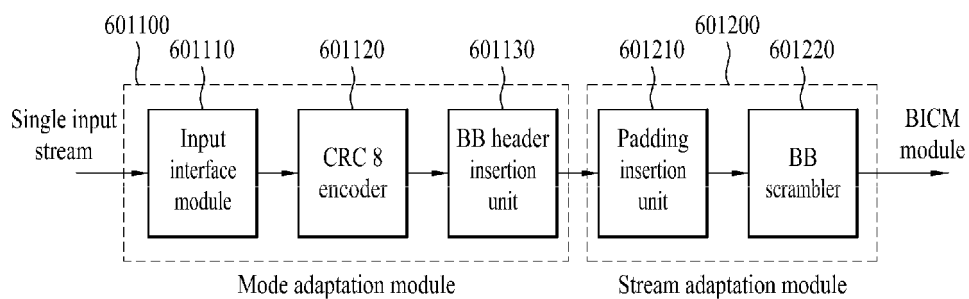 601100
601110
601120
601130
601210
601200
601220
Single input
stream
Input
interface
module
CRC 8
encoder
BB header
insertion
unit
Padding
insertion
unit
BB
scrambler
BICM
module
Mode adaptation module
Stream adaptation module